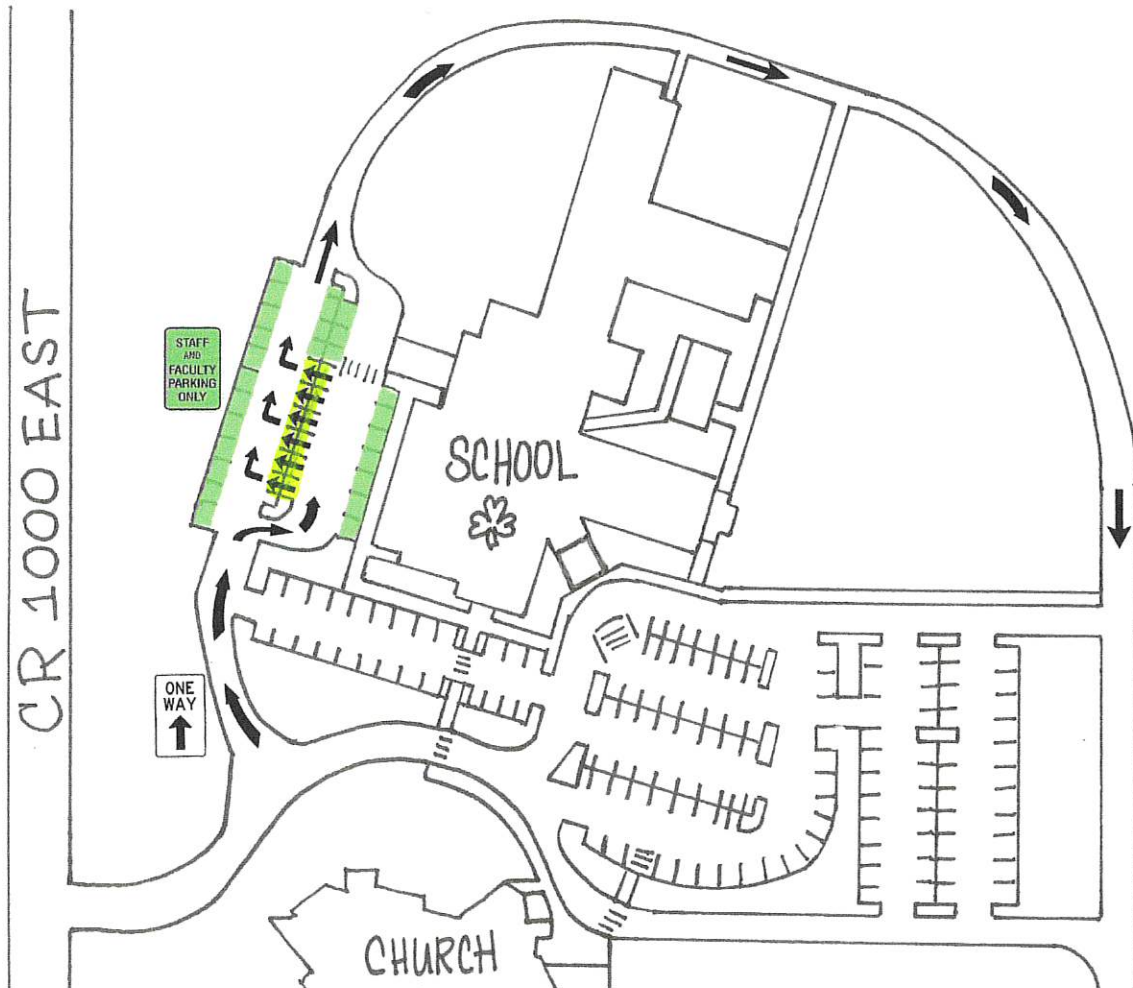 CR 1000 EAST
STAFF
AND
FACULTY
PARKING
ONLY
SCHOOL
ONE
WAY
CHURCH